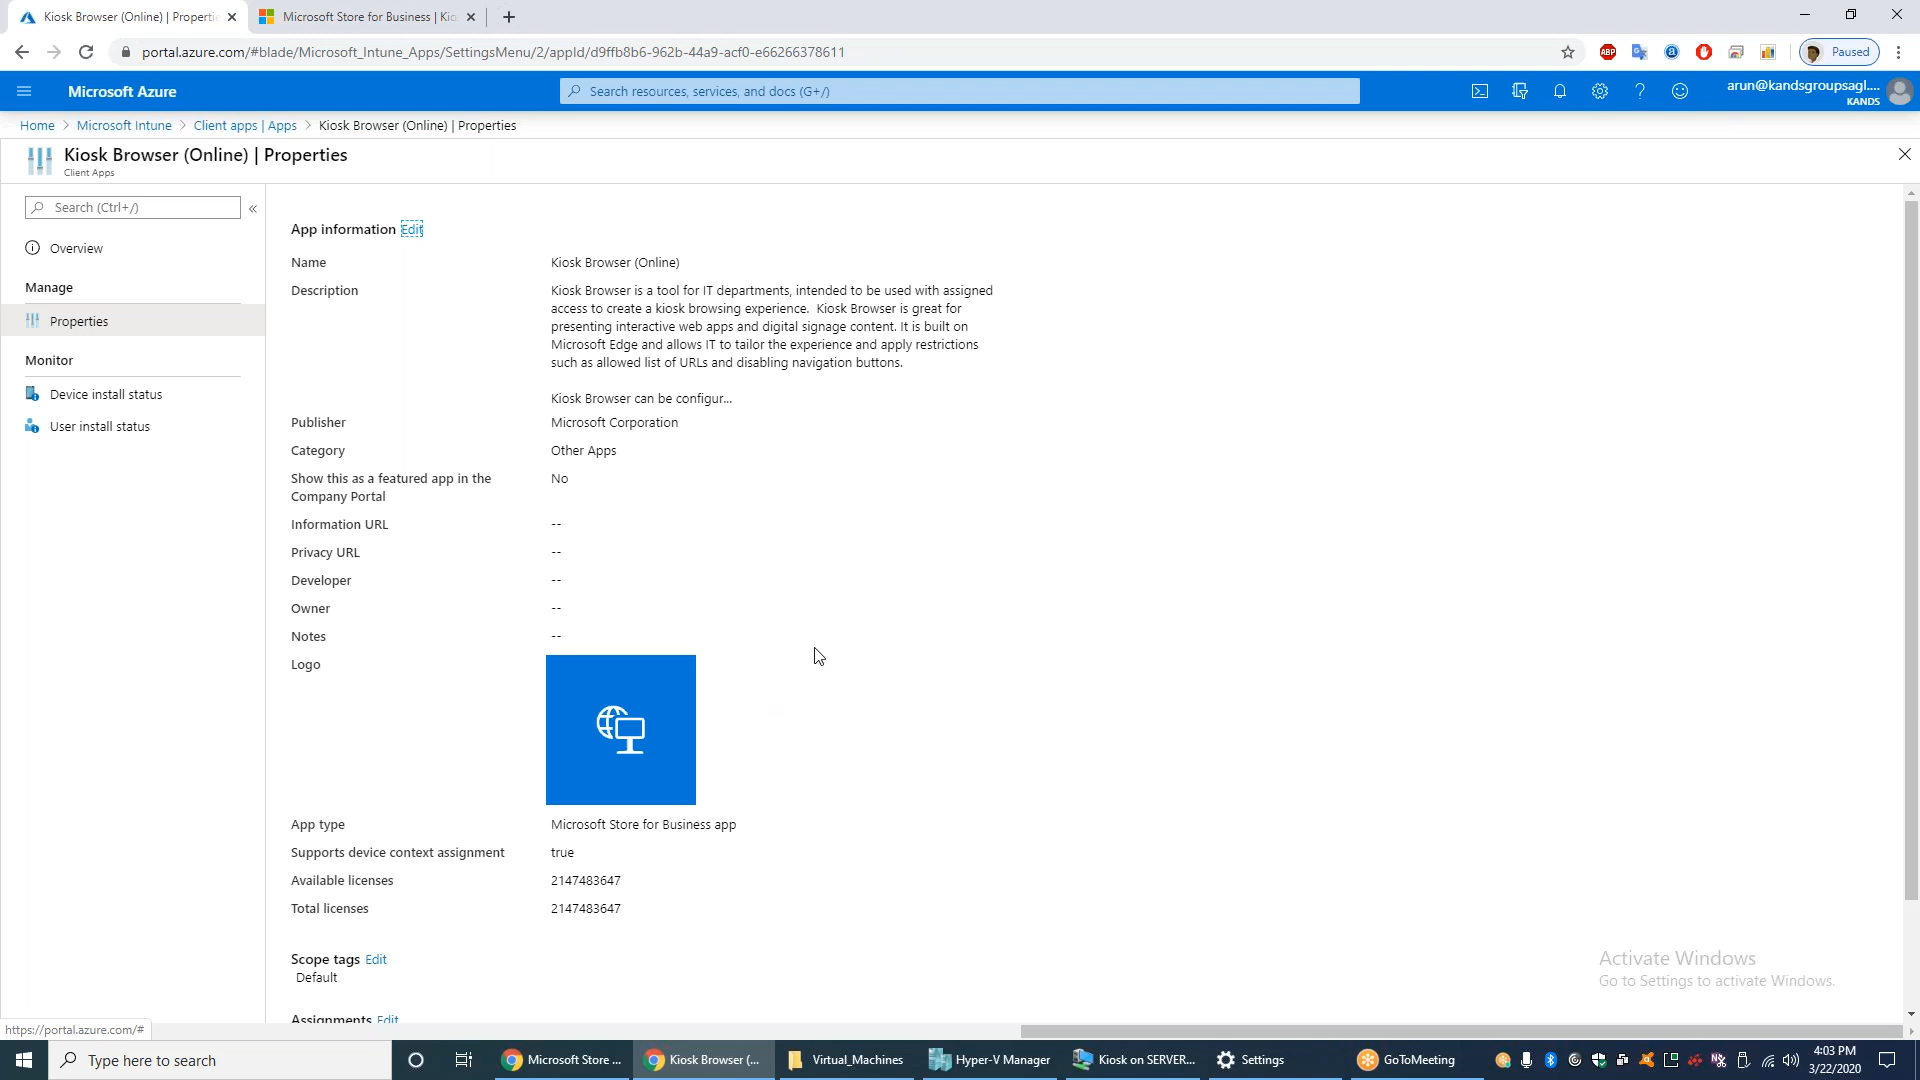 Kiosk Browser (Online) | Properti
Microsoft Store for Business | Kio
portal.azure.com/#blade/Microsoft_Intune_Apps/SettingsMenu/2/appId/d9ffb8b6-962b-44a9-acf0-e66266378611
ABP
Paused
Microsoft Azure
Search resources, services, and docs (G+/)
arun@kandsgroupsagl....
KANDS
Home > Microsoft Intune > Client apps | Apps > Kiosk Browser (Online) | Properties
Kiosk Browser (Online) | Properties
Client Apps
Search (Ctrl+/)
Overview
Manage
Properties
Monitor
Device install status
User install status
App information Edit
Name
Kiosk Browser (Online)
Description
Kiosk Browser is a tool for IT departments, intended to be used with assigned
access to create a kiosk browsing experience. Kiosk Browser is great for
presenting interactive web apps and digital signage content. It is built on
Microsoft Edge and allows IT to tailor the experience and apply restrictions
such as allowed list of URLs and disabling navigation buttons.
Kiosk Browser can be configur...
Publisher
Microsoft Corporation
Category
Other Apps
Show this as a featured app in the
Company Portal
No
Information URL
--
Privacy URL
--
Developer
--
Owner
--
Notes
--
Logo
App type
Microsoft Store for Business app
Supports device context assignment
true
Available licenses
2147483647
Total licenses
2147483647
Scope tags Edit
Default
Assignments Edit
Activate Windows
Go to Settings to activate Windows.
https://portal.azure.com/#
Type here to search
Microsoft Store ...
Kiosk Browser (...
Virtual_Machines
Hyper-V Manager
Kiosk on SERVER...
Settings
GoToMeeting
4:03 PM
3/22/2020